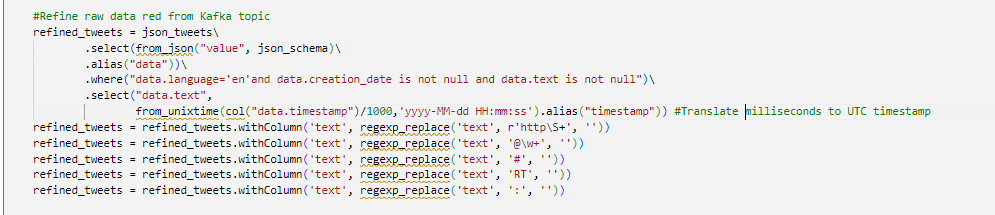 #Refine raw data red from Kafka topic
refined_tweets = json_tweets\
.select(from_json("value", json_schema)\
.alias("data"))\
.where("data.language='en'and data.creation_date is not null and data.text is not null")\
.select("data.text",
from_unixtime(col("data.timestamp")/1000,'yyyy-MM-dd HH:mm:ss').alias("timestamp")) #Translate milliseconds to UTC timestamp
refined_tweets = refined_tweets.withColumn('text', regexp_replace('text', r'http\S+', ''))
refined_tweets = refined_tweets.withColumn('text', regexp_replace('text', '@\w+', ''))
refined_tweets = refined_tweets.withColumn('text', regexp_replace('text', '#', ''))
refined_tweets = refined_tweets.withColumn('text', regexp_replace('text', 'RT', ''))
refined_tweets = refined_tweets.withColumn('text', regexp_replace('text', ':', ''))